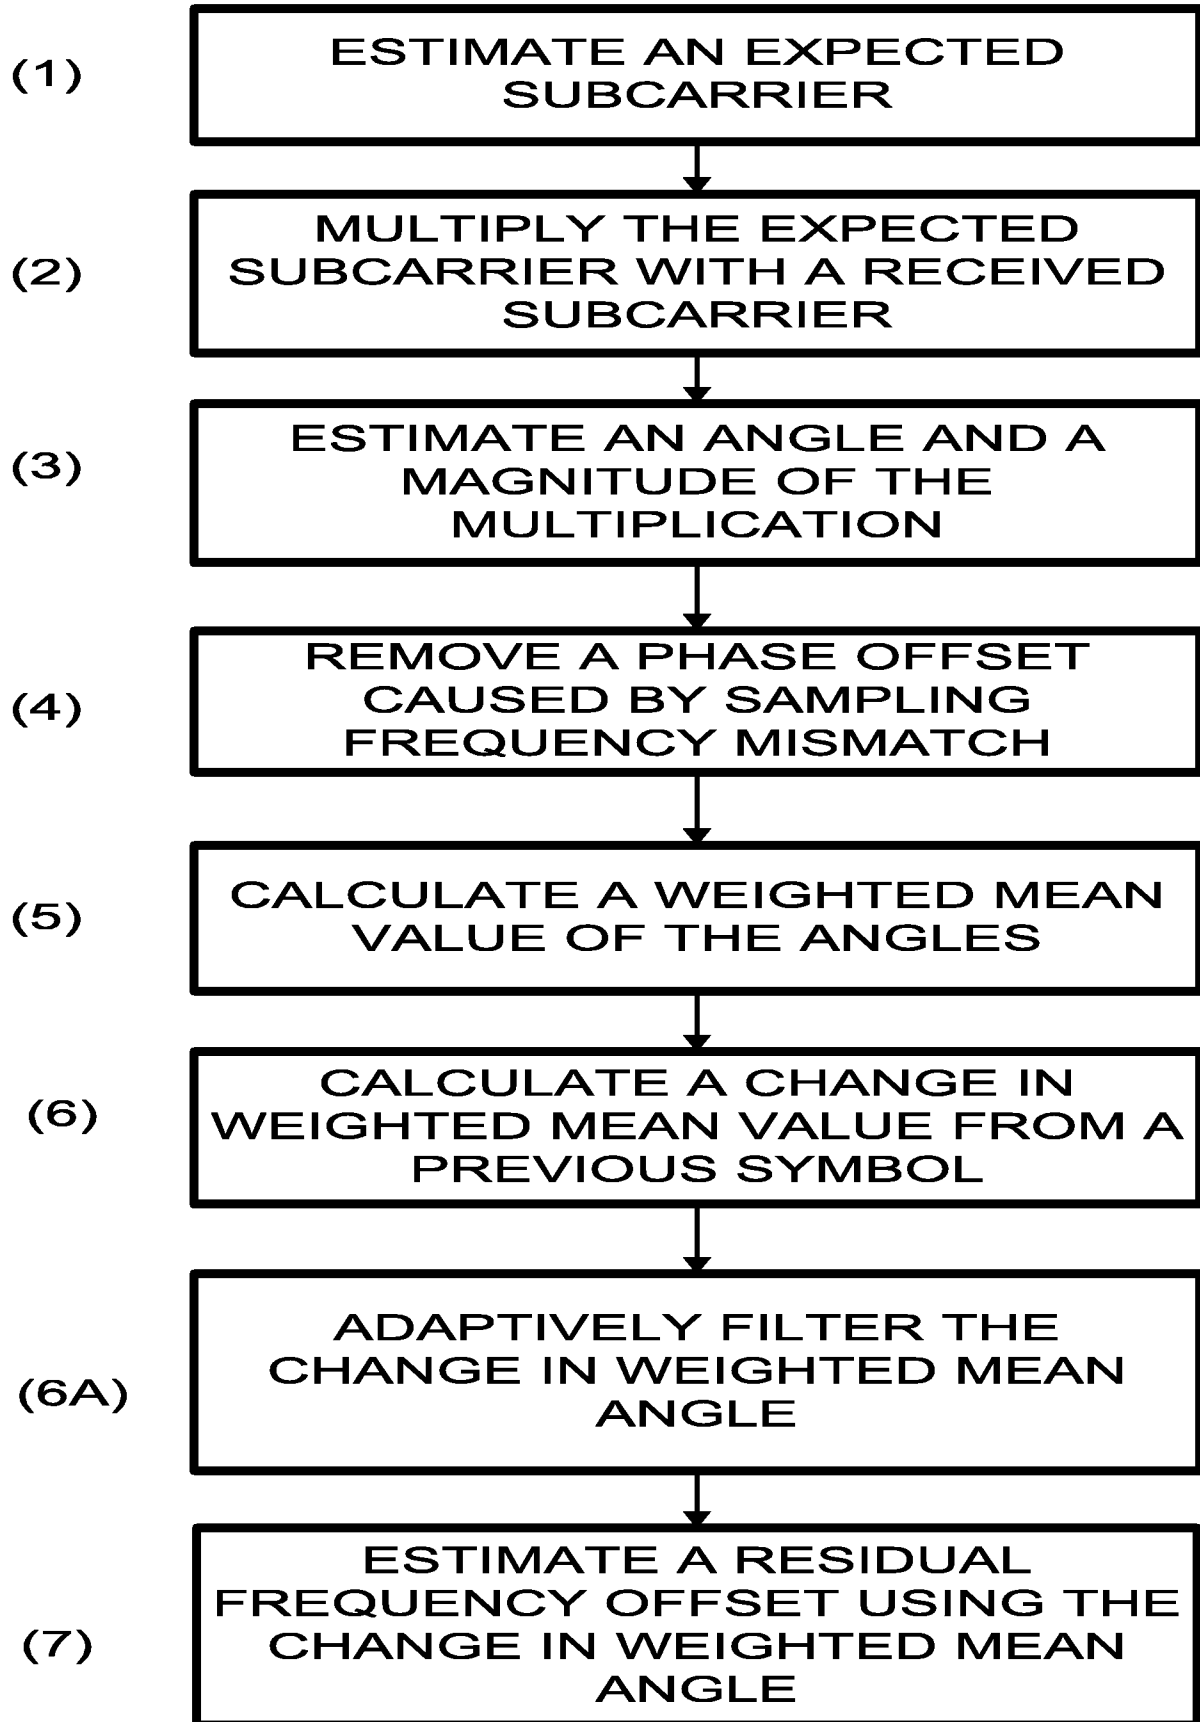 (1)
ESTIMATE AN EXPECTED
SUBCARRIER
(2)
MULTIPLY THE EXPECTED
SUBCARRIER WITH A RECEIVED
SUBCARRIER
(3)
ESTIMATE AN ANGLE AND A
MAGNITUDE OF THE
MULTIPLICATION
(4)
REMOVE A PHASE OFFSET
CAUSED BY SAMPLING
FREQUENCY MISMATCH
(5)
CALCULATE A WEIGHTED MEAN
VALUE OF THE ANGLES
(6)
CALCULATE A CHANGE IN
WEIGHTED MEAN VALUE FROM A
PREVIOUS SYMBOL
(6A)
ADAPTIVELY FILTER THE
CHANGE IN WEIGHTED MEAN
ANGLE
(7)
ESTIMATE A RESIDUAL
FREQUENCY OFFSET USING THE
CHANGE IN WEIGHTED MEAN
ANGLE